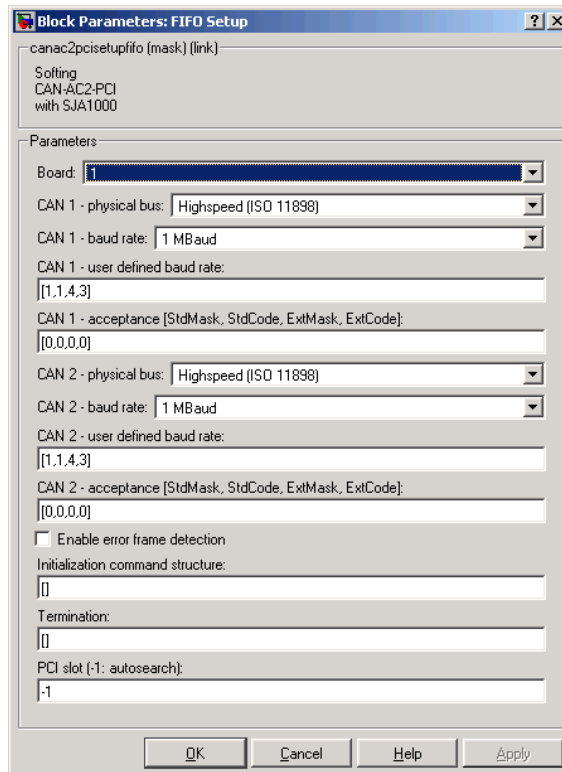 Block Parameters: FIFO Setup
canac2pcisetupfifo (mask) (link)
Softing
CAN-AC2-PCI
with SJA1000
Parameters
Board: 1
CAN 1 - physical bus: Highspeed (ISO 11898)
CAN 1 - baud rate: 1 MBaud
CAN 1 - user defined baud rate:
[1,1,4,3]
CAN 1 - acceptance [StdMask, StdCode, ExtMask, ExtCode]:
[0,0,0,0]
CAN 2 - physical bus: Highspeed (ISO 11898)
CAN 2 - baud rate: 1 MBaud
CAN 2 - user defined baud rate:
[1,1,4,3]
CAN 2 - acceptance [StdMask, StdCode, ExtMask, ExtCode]:
[0,0,0,0]
Enable error frame detection
Initialization command structure:
[]
Termination:
[]
PCI slot (-1: autosearch):
-1
OK Cancel Help Apply